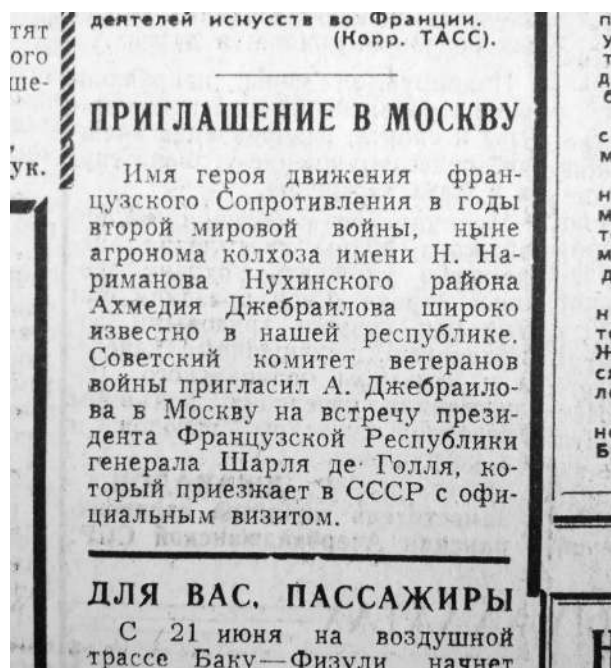 деятелей искусств во Франции.
(Корр. ТАСС).
ПРИГЛАШЕНИЕ В МОСКВУ
Имя героя движения фран-
цузского Сопротивления в годы
второй мировой войны, ныне
агронома колхоза имени Н. На-
риманова Нухинского района
Ахмедия Джебраилова широко
известно в нашей республике.
Советский комитет ветеранов
войны пригласил А. Джебраило-
ва в Москву на встречу прези-
дента Французской Республики
генерала Шарля де Голля, ко-
торый приезжает в СССР с офи-
циальным визитом.
ДЛЯ ВАС, ПАССАЖИРЫ
С 21 июня на воздушной
трассе Баку—Физули начнет